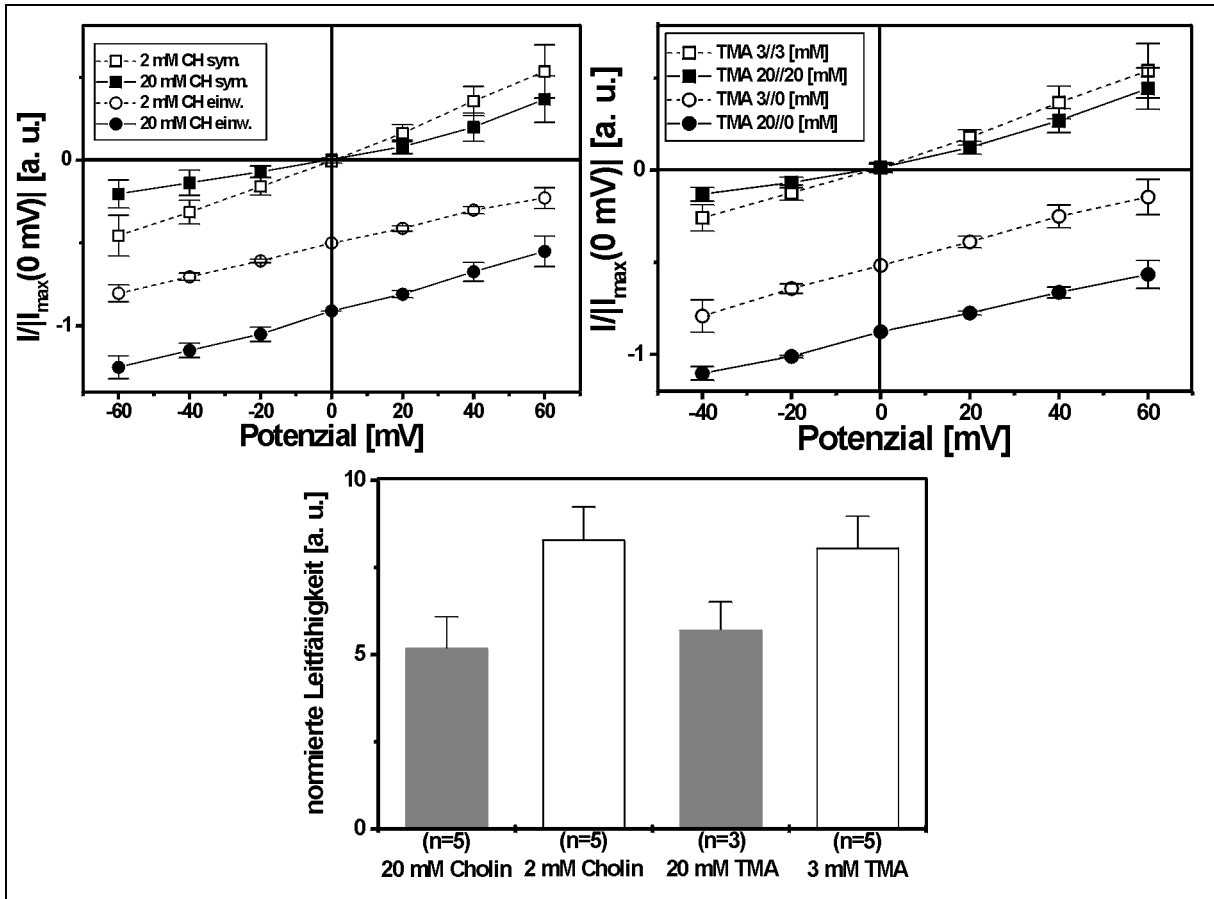 I/|I_max(0 mV)| [a. u.]
2 mM CH sym.
20 mM CH sym.
2 mM CH einw.
20 mM CH einw.
0
-1
-60 -40 -20 0 20 40 60
Potenzial [mV]
I/|I_max(0 mV)| [a. u.]
TMA 3//3 [mM]
TMA 20//20 [mM]
TMA 3//0 [mM]
TMA 20//0 [mM]
0
-1
-40 -20 0 20 40 60
Potenzial [mV]
normierte Leitfähigkeit [a. u.]
10
5
0
(n=5) (n=5) (n=3) (n=5)
20 mM Cholin 2 mM Cholin 20 mM TMA 3 mM TMA